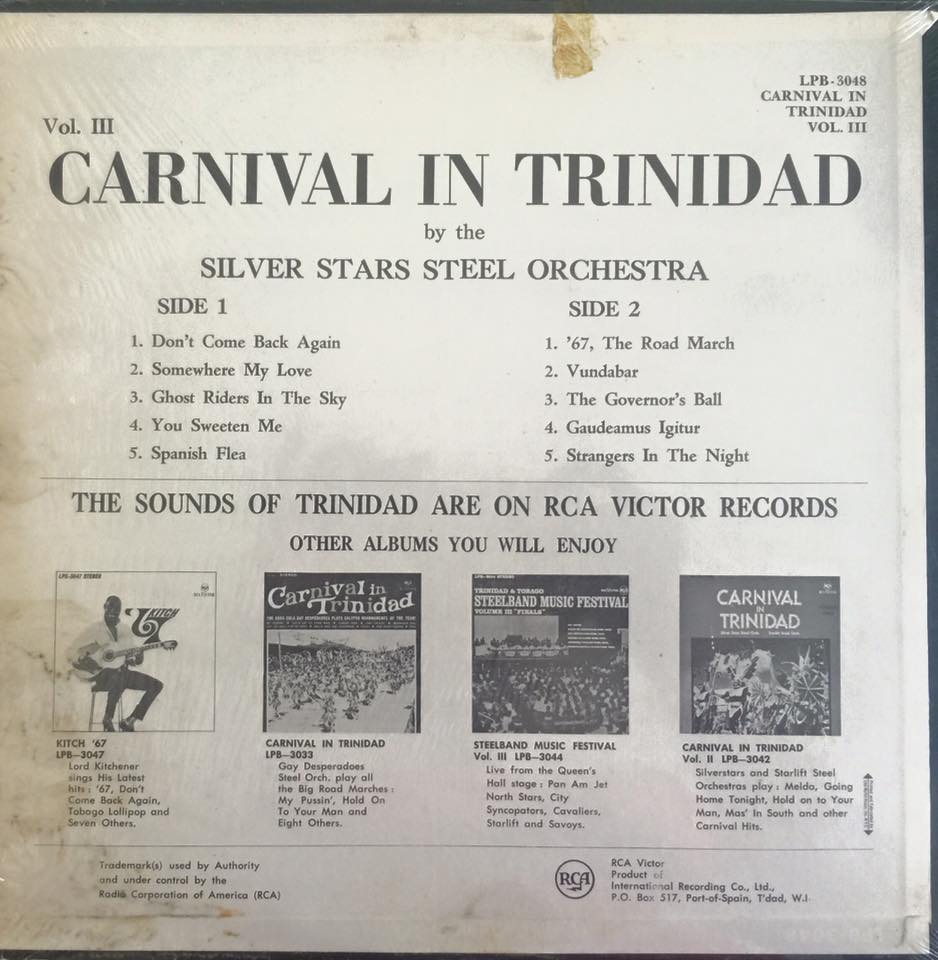 LPB-3048
CARNIVAL IN
TRINIDAD
VOL. III
Vol. III
CARNIVAL IN TRINIDAD
by the
SILVER STARS STEEL ORCHESTRA
SIDE 1
1. Don't Come Back Again
2. Somewhere My Love
3. Ghost Riders In The Sky
4. You Sweeten Me
5. Spanish Flea
SIDE 2
1. '67, The Road March
2. Vundabar
3. The Governor's Ball
4. Gaudeamus Igitur
5. Strangers In The Night
THE SOUNDS OF TRINIDAD ARE ON RCA VICTOR RECORDS
OTHER ALBUMS YOU WILL ENJOY
LPS-3047 STEREO
KITCH
67
Carnival in
Trinidad
TRINIDAD & TOBAGO
STEELBAND MUSIC FESTIVAL
VOLUME III "FINALS"
CARNIVAL
IN
TRINIDAD
KITCH '67
LPB—3047
Lord Kitchener
sings His Latest
hits : '67, Don't
Come Back Again,
Tobago Lollipop and
Seven Others.
CARNIVAL IN TRINIDAD
LPB—3033
Gay Desperadoes
Steel Orch. play all
the Big Road Marches :
My Pussin', Hold On
To Your Man and
Eight Others.
STEELBAND MUSIC FESTIVAL
Vol. III LPB—3044
Live from the Queen's
Hall stage : Pan Am Jet
North Stars, City
Syncopators, Cavaliers,
Starlift and Savoys.
CARNIVAL IN TRINIDAD
Vol. II LPB—3042
Silverstars and Starlift Steel
Orchestras play : Melda, Going
Home Tonight, Hold on to Your
Man, Mas' In South and other
Carnival Hits.
Trademark(s) used by Authority
and under control by the
Radio Corporation of America (RCA)
RCA
RCA Victor
Product of
International Recording Co., Ltd.,
P.O. Box 517, Port-of-Spain, T'dad, W.I.